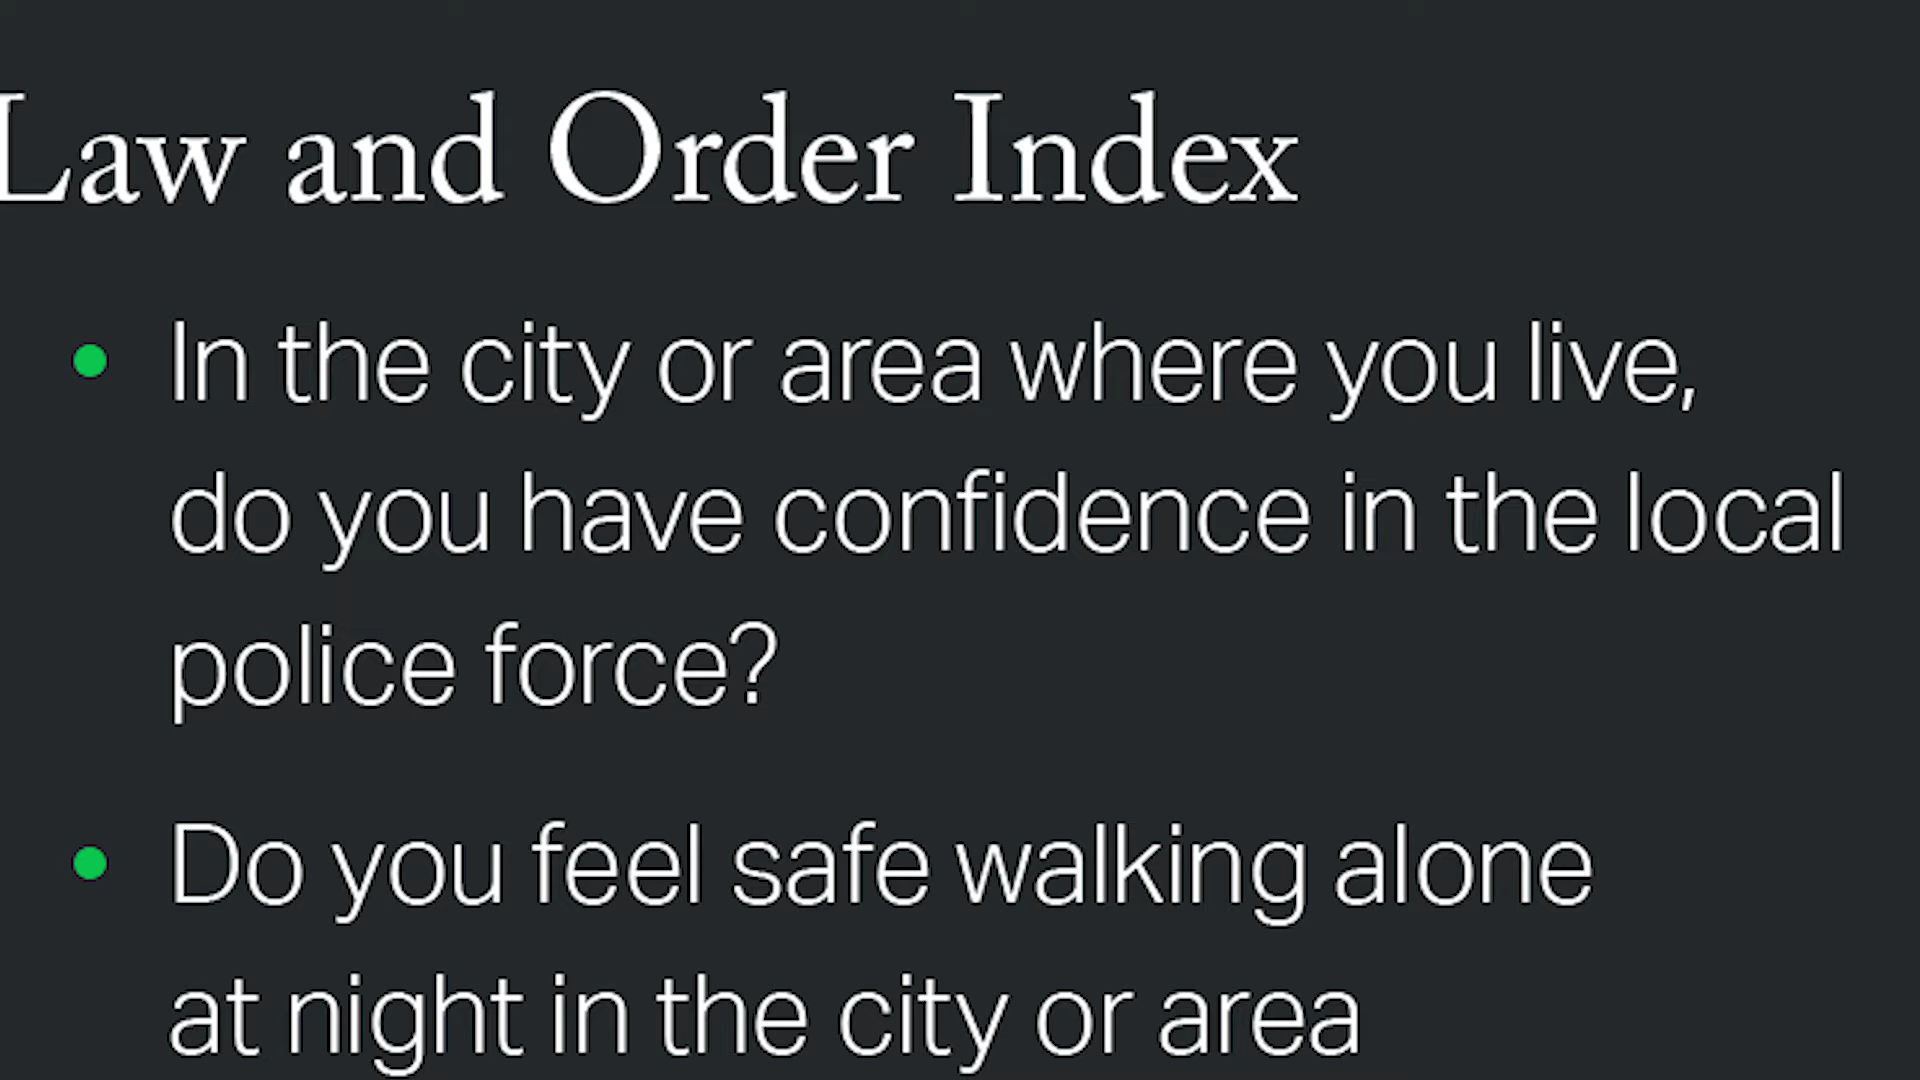 Law and Order Index
• In the city or area where you live,
do you have confidence in the local
police force?
• Do you feel safe walking alone
at night in the city or area